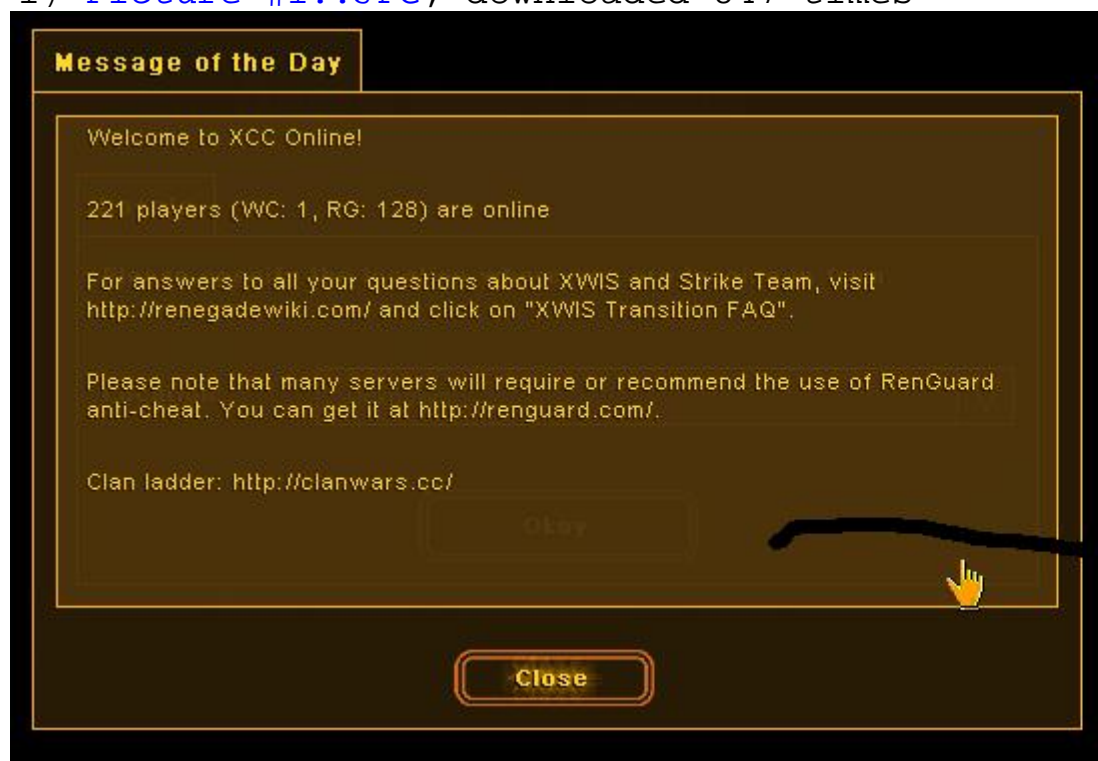 Message of the Day
Welcome to XCC Online!
221 players (WC: 1, RG: 128) are online
For answers to all your questions about XWIS and Strike Team, visit
http://renegadewiki.com/ and click on "XWIS Transition FAQ".
Please note that many servers will require or recommend the use of RenGuard
anti-cheat. You can get it at http://renguard.com/.
Clan ladder: http://clanwars.cc/
Okay
Close